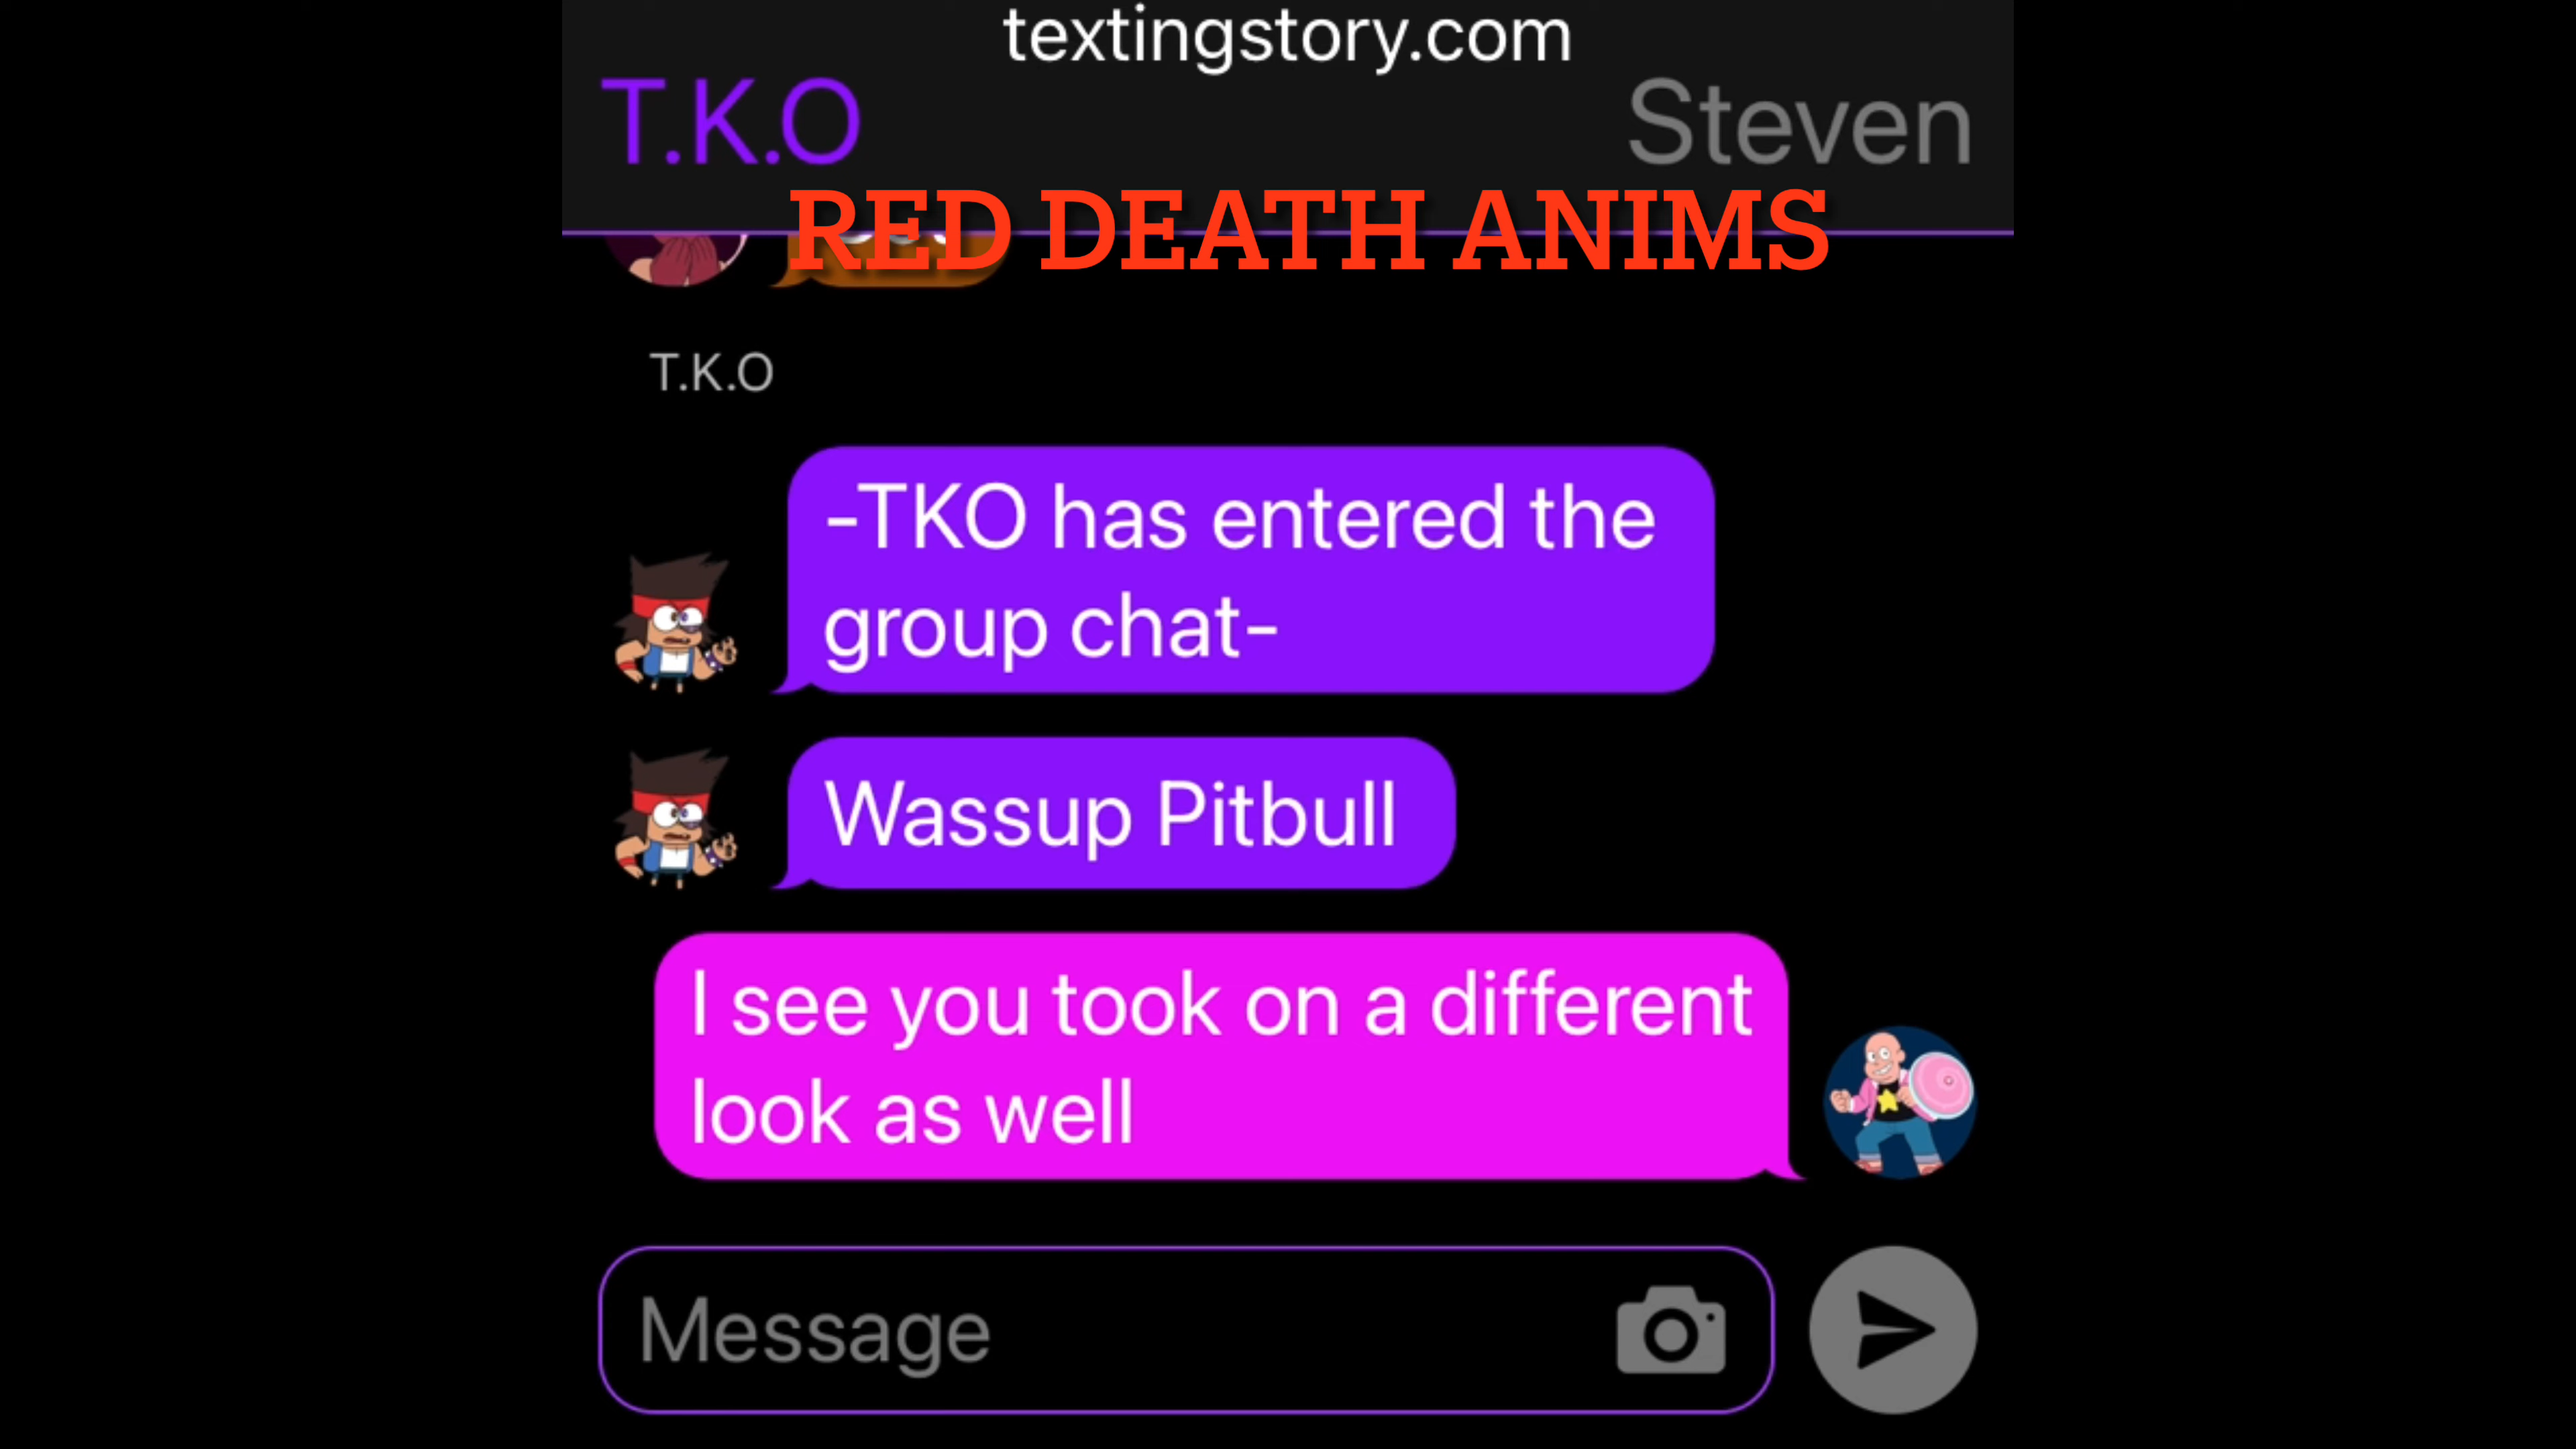 textingstory.com
T.K.O Steven
RED DEATH ANIMS
T.K.O
-TKO has entered the
group chat-
Wassup Pitbull
I see you took on a different
look as well
Message